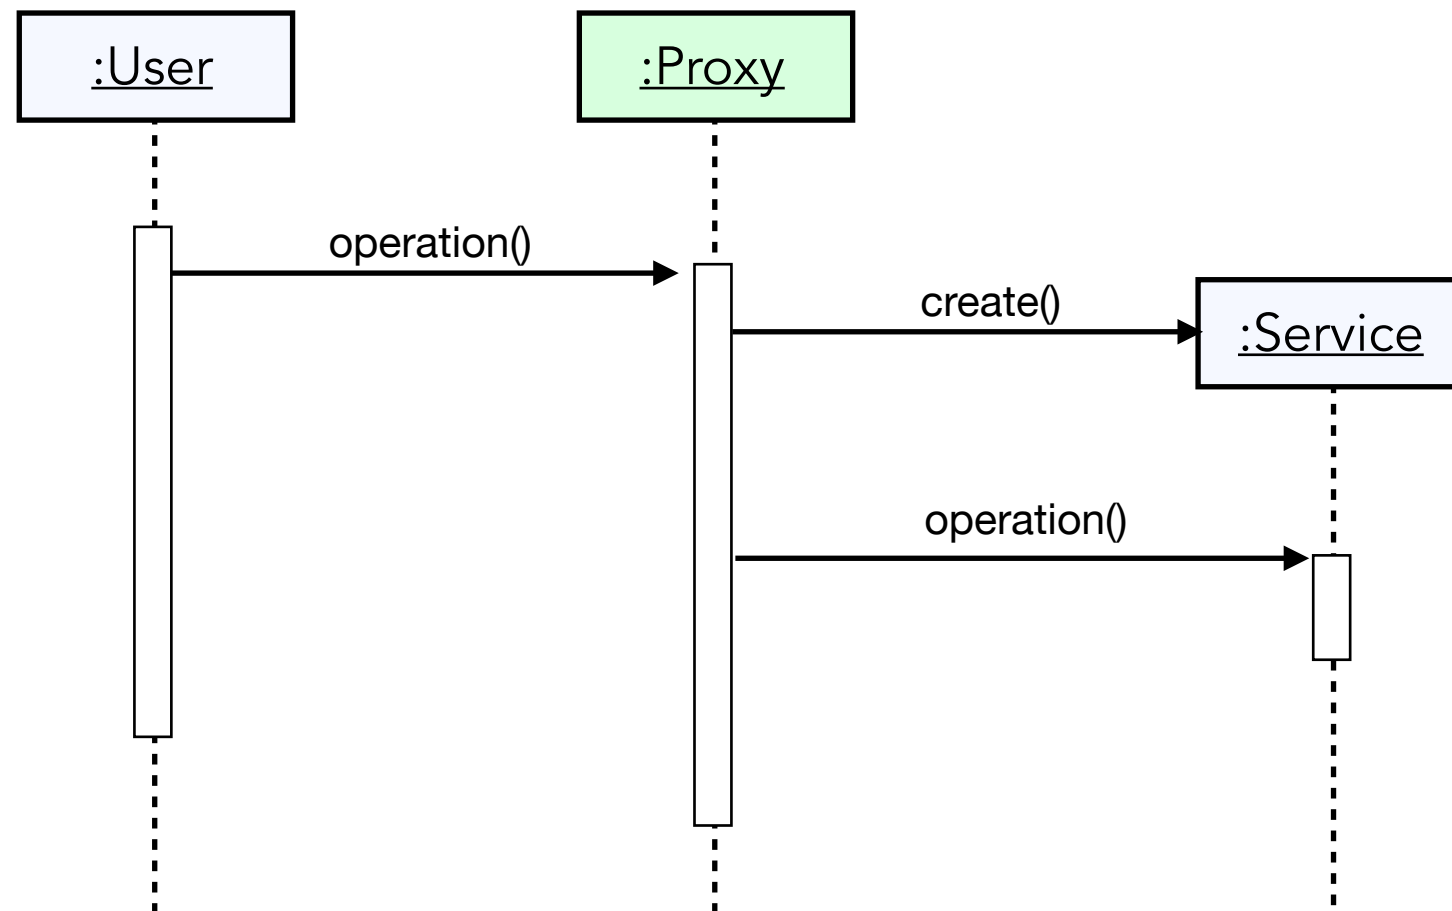 :User
:Proxy
operation()
create()
:Service
operation()